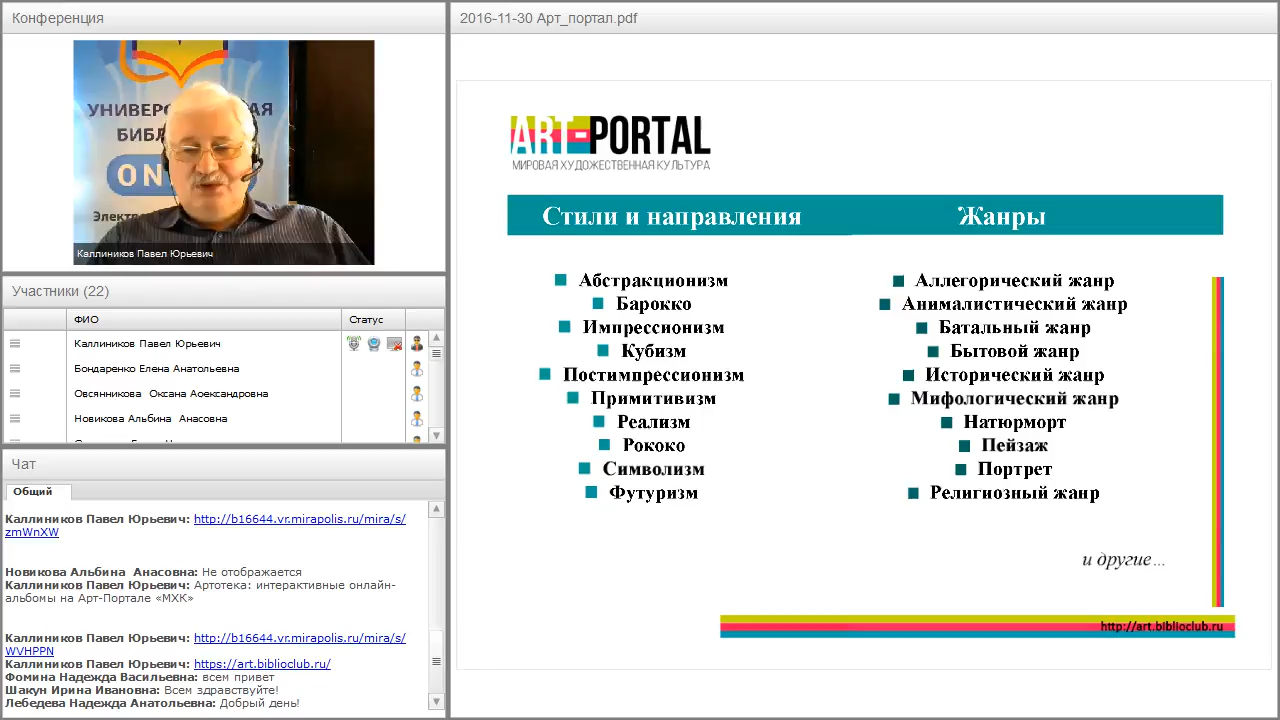 Конференция
УНИВЕР АЯ
ON
Каллиников Павел Юрьевич
Участники (22)
ФИО
Статус
Каллиников Павел Юрьевич
Бондаренко Елена Анатольевна
Овсянникова Оксана Аоександровна
Новикова Альбина Анасовна
Чат
Общий
Каллиников Павел Юрьевич: http://b16644.vr.mirapolis.ru/mira/s/
zmWnXW
Новикова Альбина Анасовна: Не отображается
Каллиников Павел Юрьевич: Артотека: интерактивные онлайн-
альбомы на Арт-Портале «МХК»
Каллиников Павел Юрьевич: http://b16644.vr.mirapolis.ru/mira/s/
WVHPPN
Каллиников Павел Юрьевич: https://art.biblioclub.ru/
Фомина Надежда Васильевна: всем привет
Шакун Ирина Ивановна: Всем здравствуйте!
Лебедева Надежда Анатольевна: Добрый день!
2016-11-30 Арт_портал.pdf
ART-PORTAL
МИРОВАЯ ХУДОЖЕСТВЕННАЯ КУЛЬТУРА
Стили и направления
Абстракционизм
Барокко
Импрессионизм
Кубизм
Постимпрессионизм
Примитивизм
Реализм
Рококо
Символизм
Футуризм
Жанры
Аллегорический жанр
Анималистический жанр
Батальный жанр
Бытовой жанр
Исторический жанр
Мифологический жанр
Натюрморт
Пейзаж
Портрет
Религиозный жанр
и другие...
http://art.biblioclub.ru